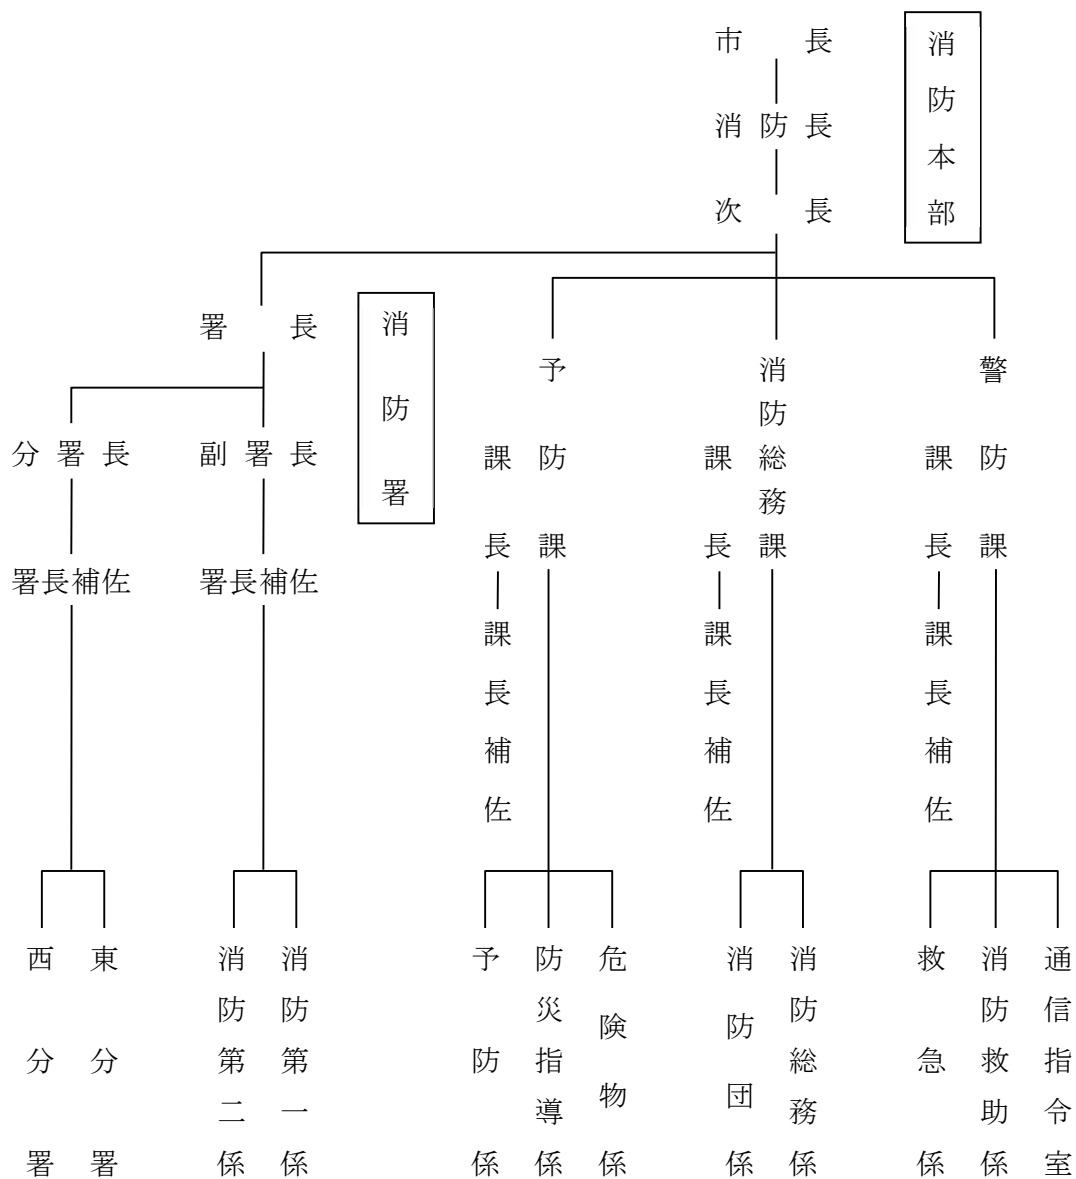 消防本部
市長
消防長
次長
消防署
署長
副署長
分署長
署長補佐
署長補佐
警防課
課長
課長補佐
消防総務課
課長
課長補佐
予防課
課長
課長補佐
通信指令室
消防救助係
救急係
消防総務係
消防団係
危険物係
防災指導係
予防係
消防第一係
消防第二係
東分署
西分署